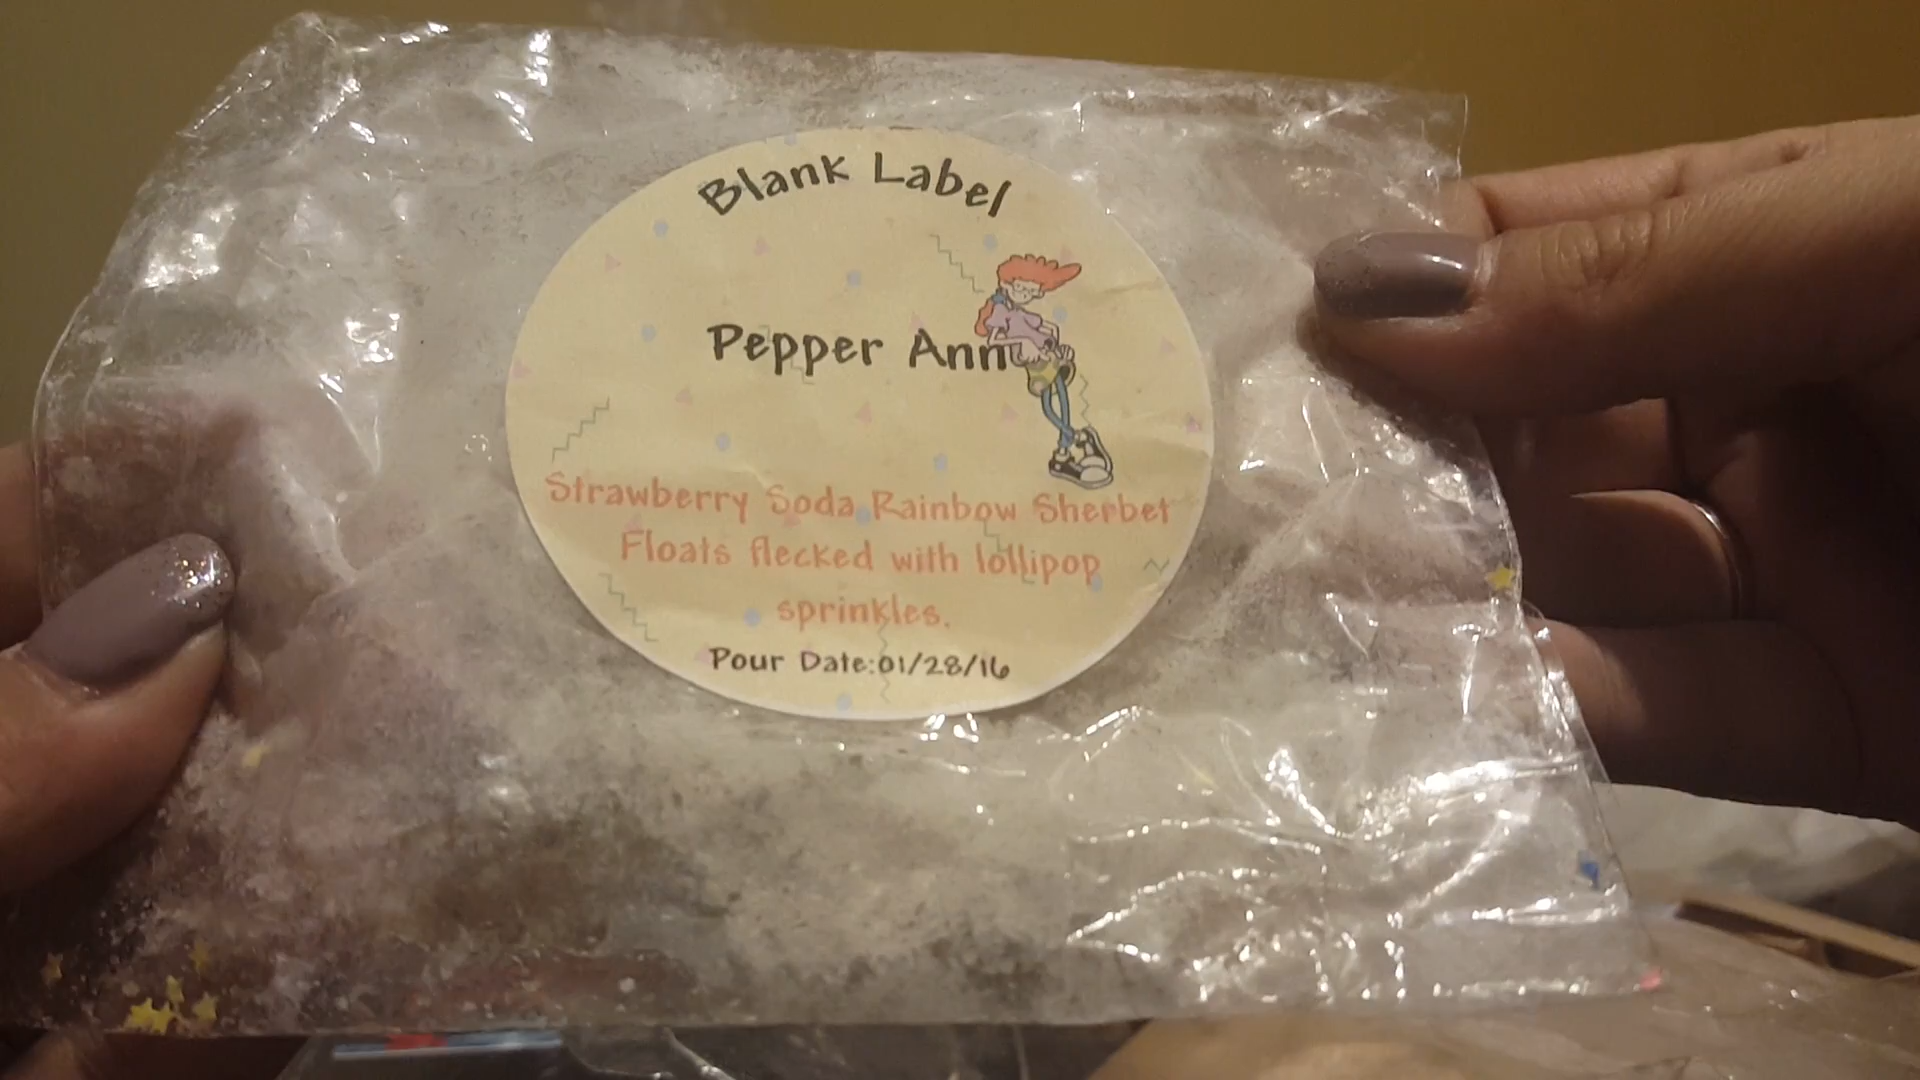 Blank Label
Pepper Ann
Strawberry Soda Rainbow Sherbet
Floats flecked with lollipop
sprinkles.
Pour Date:01/28/16